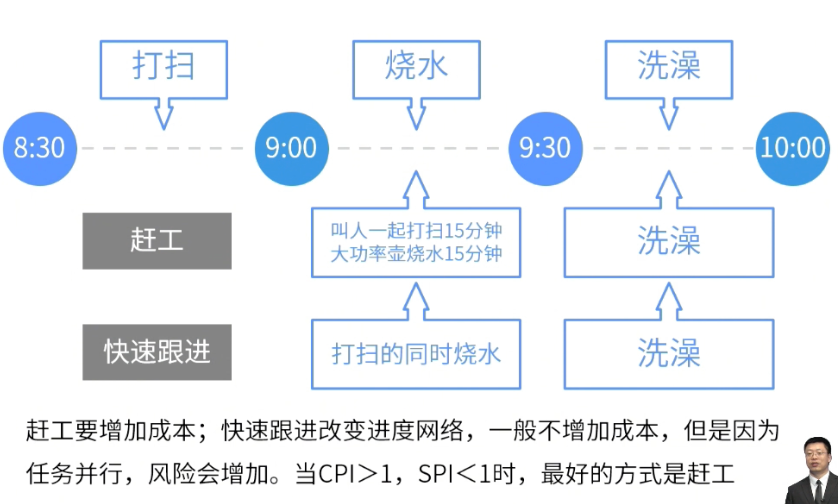 打扫
烧水
洗澡
8:30
9:00
9:30
10:00
赶工
叫人一起打扫15分钟
大功率壶烧水15分钟
洗澡
快速跟进
打扫的同时烧水
洗澡
赶工要增加成本；快速跟进改变进度网络，一般不增加成本，但是因为
任务并行，风险会增加。当CPI＞1，SPI＜1时，最好的方式是赶工